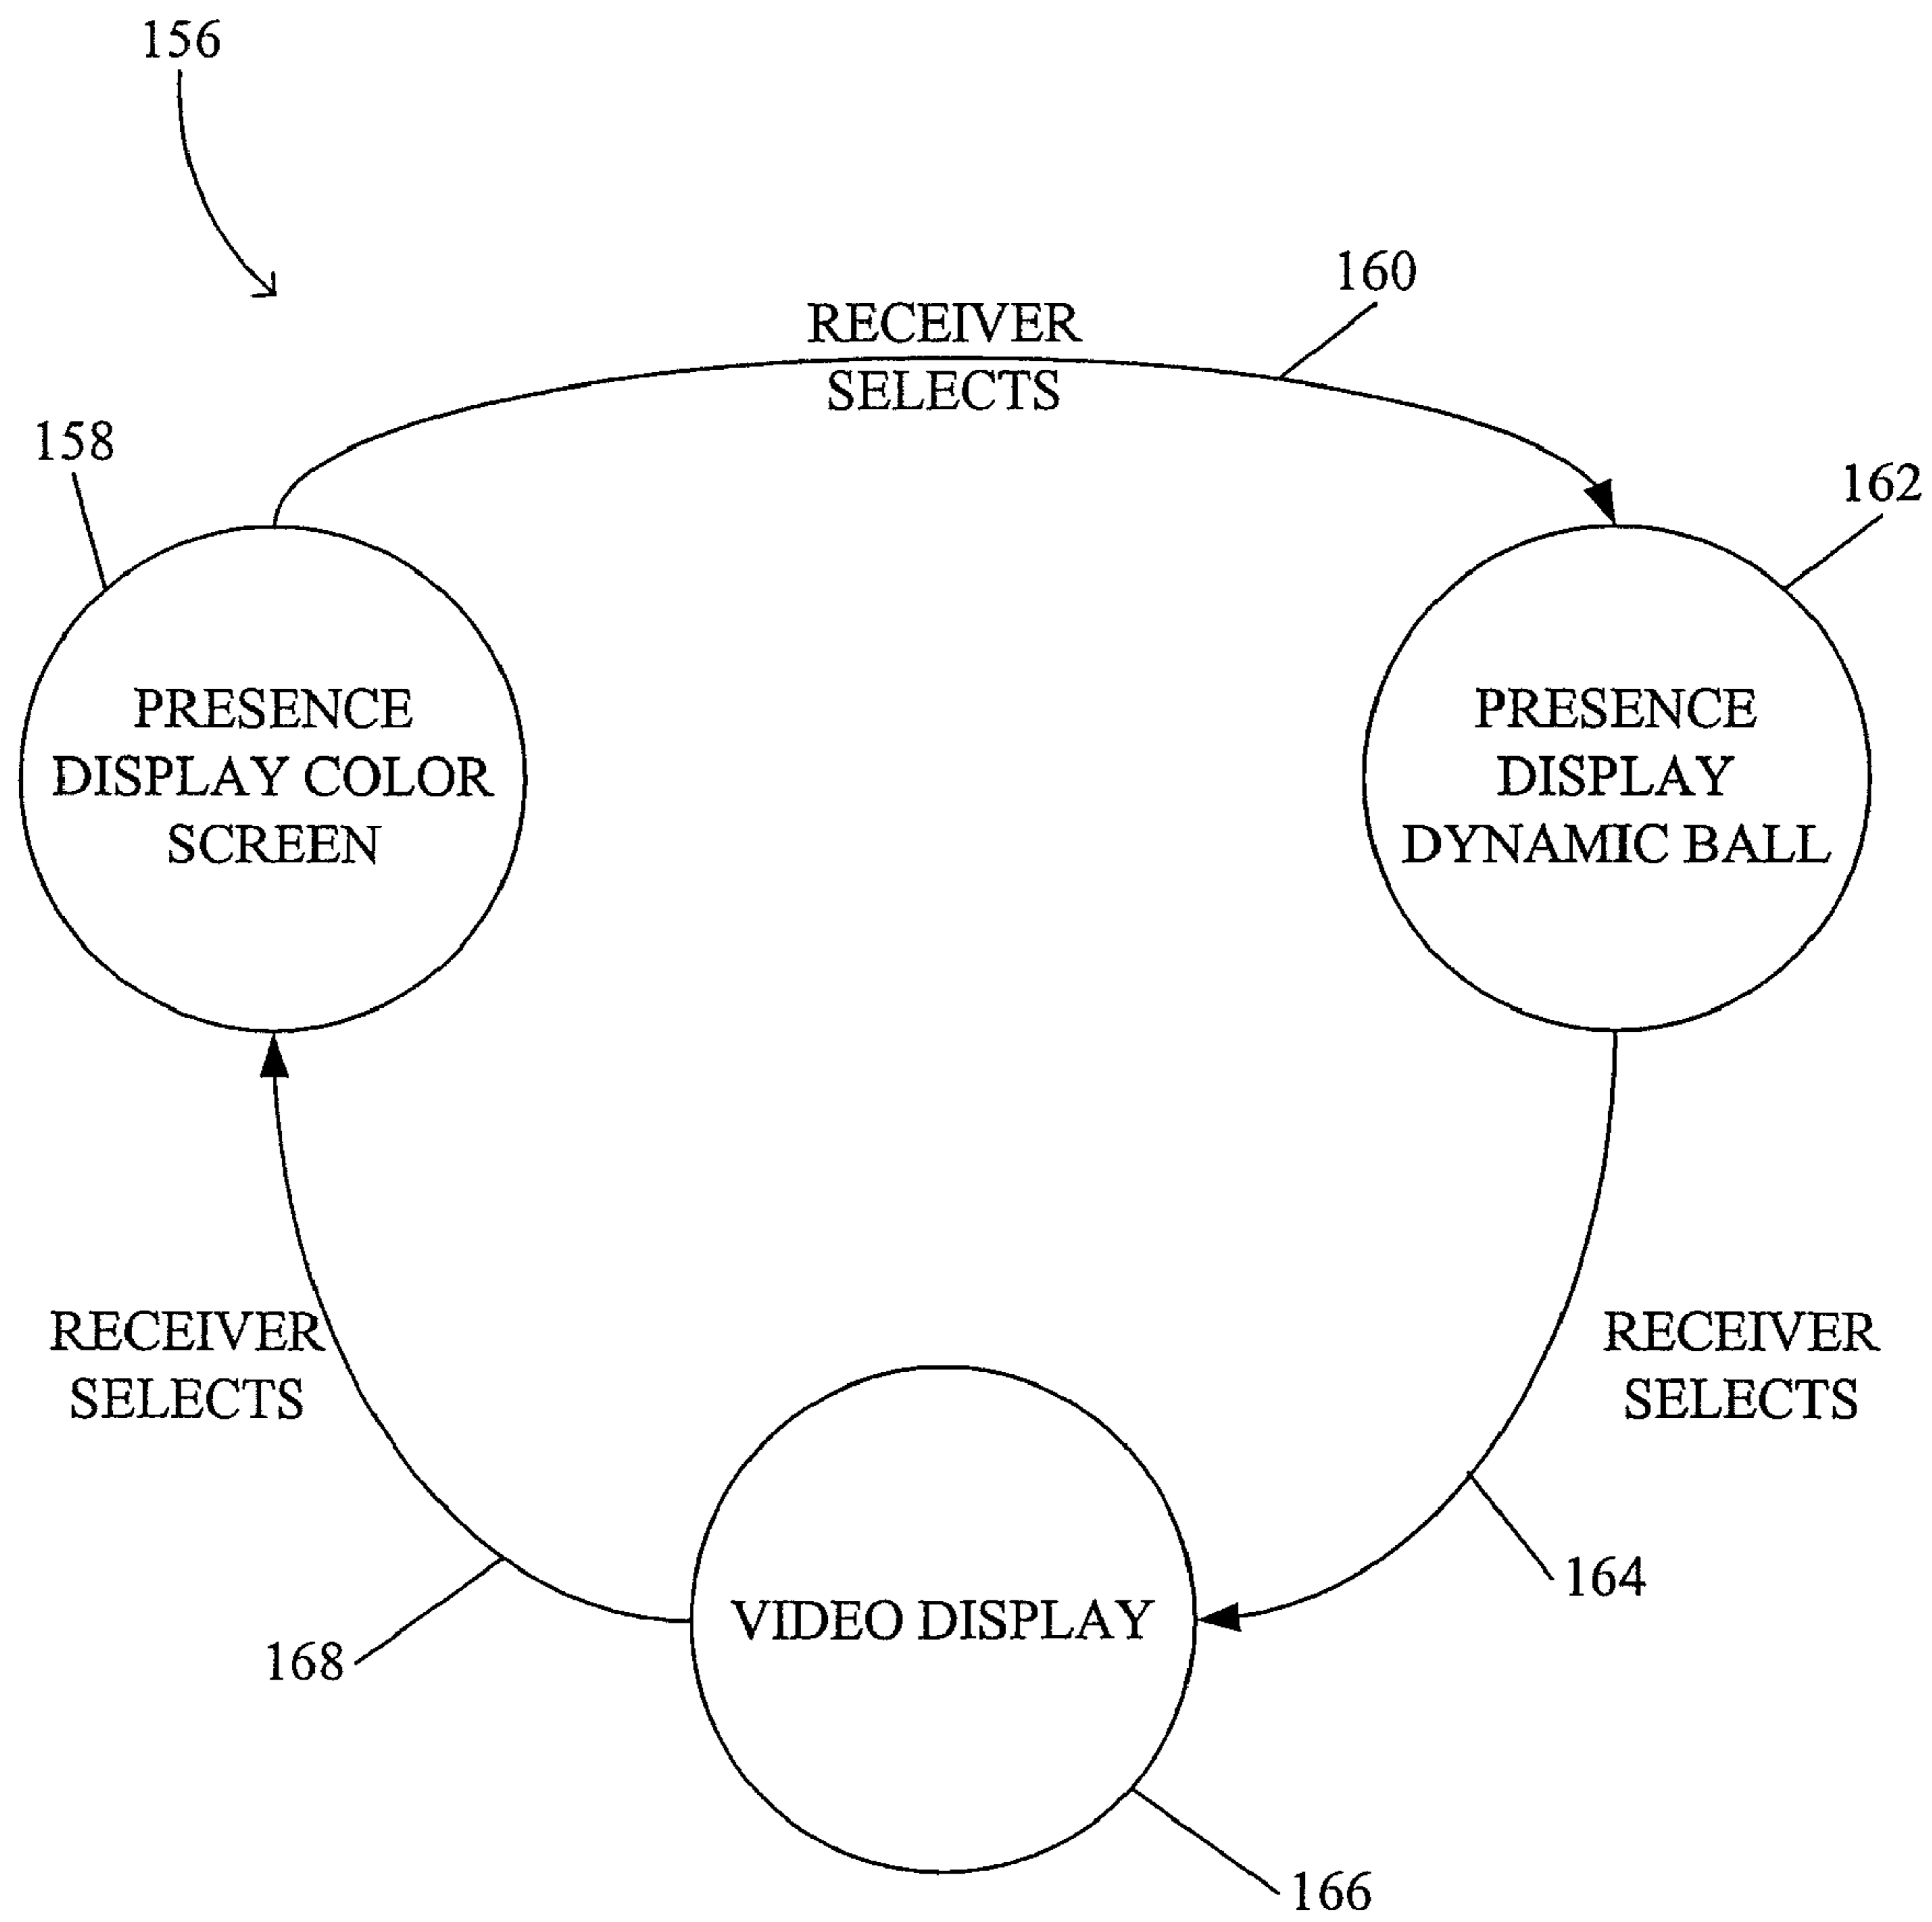 156
160
RECEIVER
SELECTS
158
162
PRESENCE
DISPLAY COLOR
SCREEN
PRESENCE
DISPLAY
DYNAMIC BALL
RECEIVER
SELECTS
RECEIVER
SELECTS
164
VIDEO DISPLAY
168
166